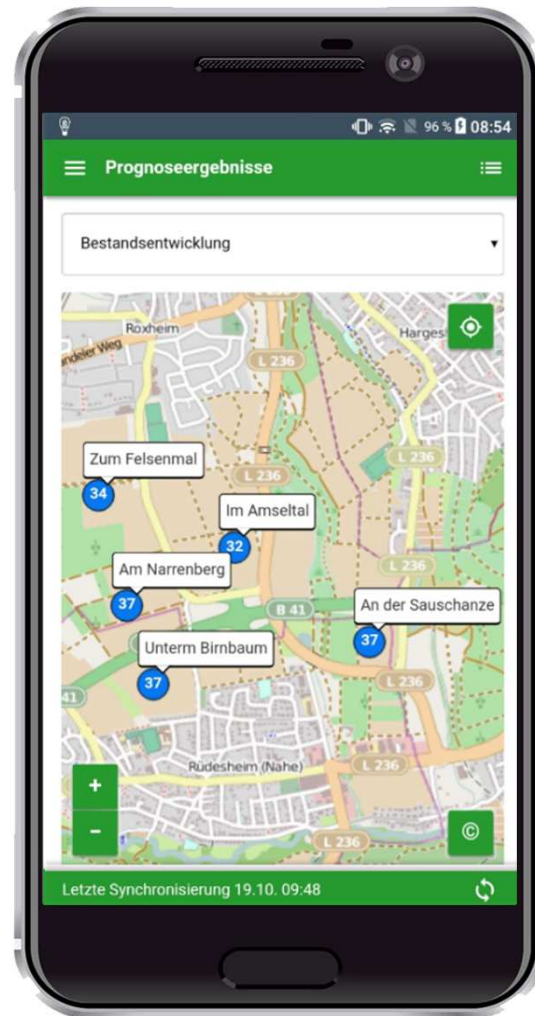 96 % 08:54
Prognoseergebnisse
Bestandsentwicklung
Roxheim
Harges
andeler Weg
L 236
L 236
L 236
Zum Felsenmal
34
Im Amseltal
32
L 236
Am Narrenberg
37
B 41
An der Sauschanze
37
Unterm Birnbaum
37
L 236
41
Rüdesheim (Nahe)
L 236
+
−
L 236
©
Letzte Synchronisierung 19.10. 09:48